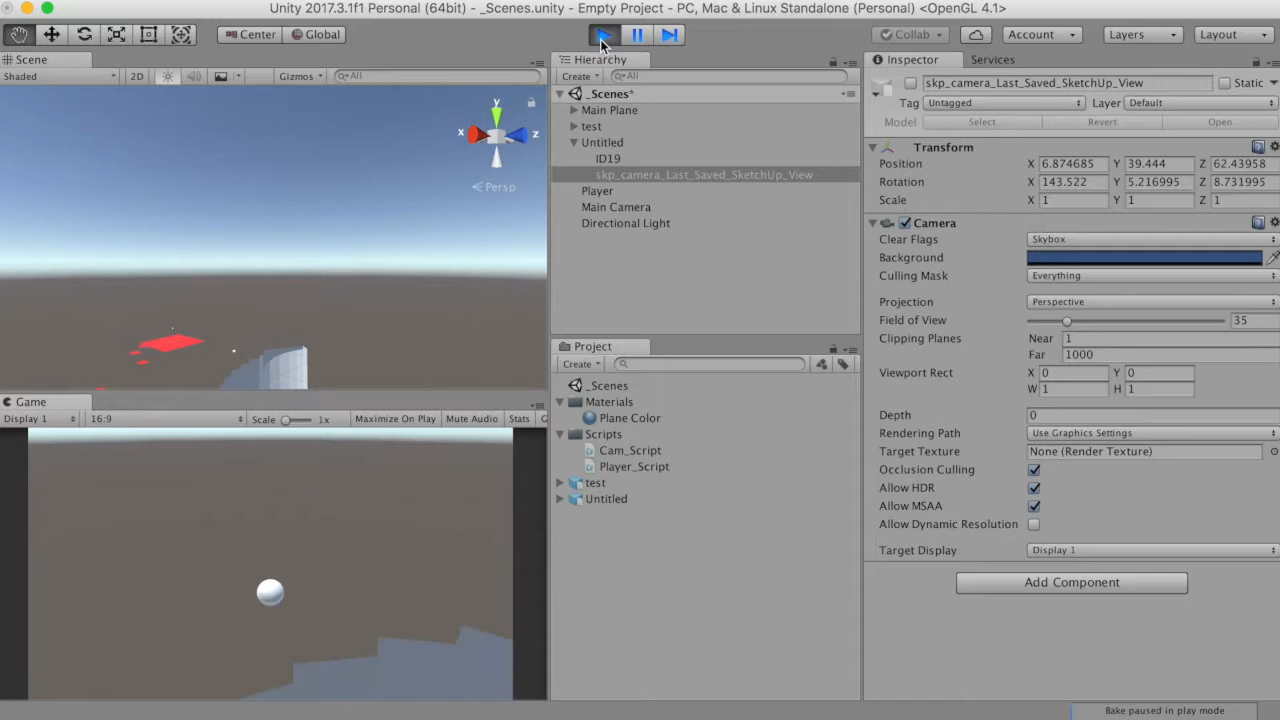 Unity 2017.3.1f1 Personal (64bit) - _Scenes.unity - Empty Project - PC, Mac & Linux Standalone (Personal) <OpenGL 4.1>
Center Global Collab Account Layers Layout
Scene
Shaded 2D Gizmos All
y
x z
Persp
Game
Display 1 16:9 Scale 1x Maximize On Play Mute Audio Stats G
Hierarchy
Create All
_Scenes*
Main Plane
test
Untitled
ID19
skp_camera_Last_Saved_SketchUp_View
Player
Main Camera
Directional Light
Project
Create
_Scenes
Materials
Plane Color
Scripts
Cam_Script
Player_Script
test
Untitled
Inspector Services
skp_camera_Last_Saved_SketchUp_View Static
Tag Untagged Layer Default
Model Select Revert Open
Transform
Position X 6.874685 Y 39.444 Z 62.43958
Rotation X 143.522 Y 5.216995 Z 8.731995
Scale X 1 Y 1 Z 1
Camera
Clear Flags Skybox
Background
Culling Mask Everything
Projection Perspective
Field of View 35
Clipping Planes Near 1
Far 1000
Viewport Rect X 0 Y 0
W 1 H 1
Depth 0
Rendering Path Use Graphics Settings
Target Texture None (Render Texture)
Occlusion Culling
Allow HDR
Allow MSAA
Allow Dynamic Resolution
Target Display Display 1
Add Component
Bake paused in play mode